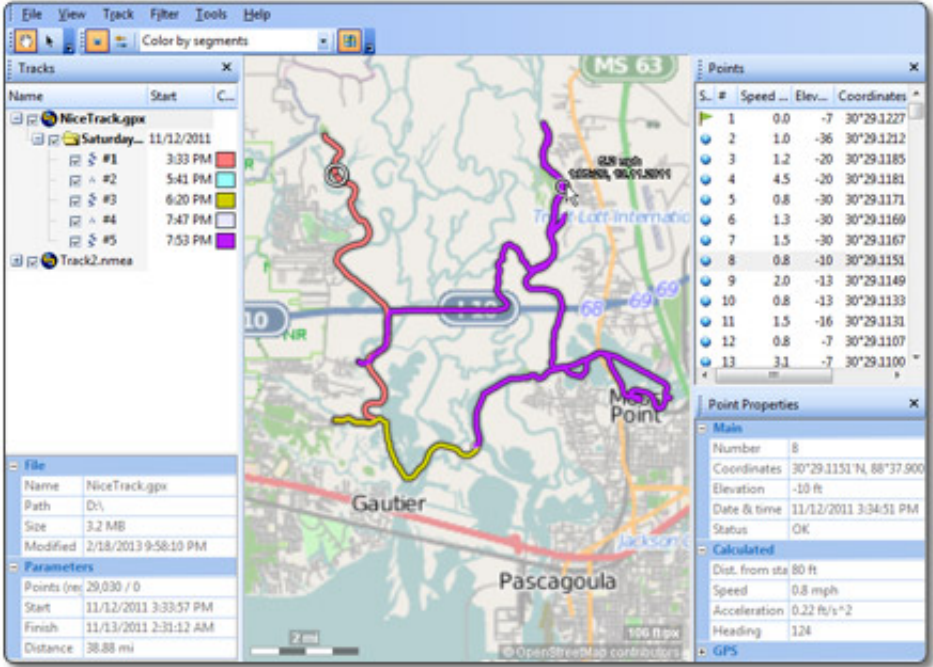 File View Track Filter Tools Help
Color by segments
Tracks
Name Start C...
NiceTrack.gpx
Saturday... 11/12/2011
#1 3:33 PM
#2 5:41 PM
#3 6:20 PM
#4 7:47 PM
#5 7:53 PM
Track2.nmea
File
Name NiceTrack.gpx
Path D:\
Size 3.2 MB
Modified 2/18/2013 9:58:10 PM
Parameters
Points (re 29,030 / 0
Start 11/12/2011 3:33:57 PM
Finish 11/13/2011 2:31:12 AM
Distance 38.88 mi
MS 63
mph
Trent Lott Internatio
68 69 69
10
I 10
NR
Moss
Point
Gautier
Jackson
Pascagoula
2 mi
106 ft/px
© OpenStreetMap contributors
Points
S.. # Speed ... Elev... Coordinates
1 0.0 -7 30°29.1227
2 1.0 -36 30°29.1212
3 1.2 -20 30°29.1185
4 4.5 -20 30°29.1181
5 0.8 -30 30°29.1171
6 1.3 -30 30°29.1169
7 1.5 -30 30°29.1167
8 0.8 -10 30°29.1151
9 2.0 -13 30°29.1149
10 0.8 -13 30°29.1133
11 1.5 -16 30°29.1131
12 0.8 -7 30°29.1107
13 3.1 -7 30°29.1100
Point Properties
Main
Number 8
Coordinates 30°29.1151'N, 88°37.900
Elevation -10 ft
Date & time 11/12/2011 3:34:51 PM
Status OK
Calculated
Dist. from sta 80 ft
Speed 0.8 mph
Acceleration 0.22 ft/s^2
Heading 124
GPS